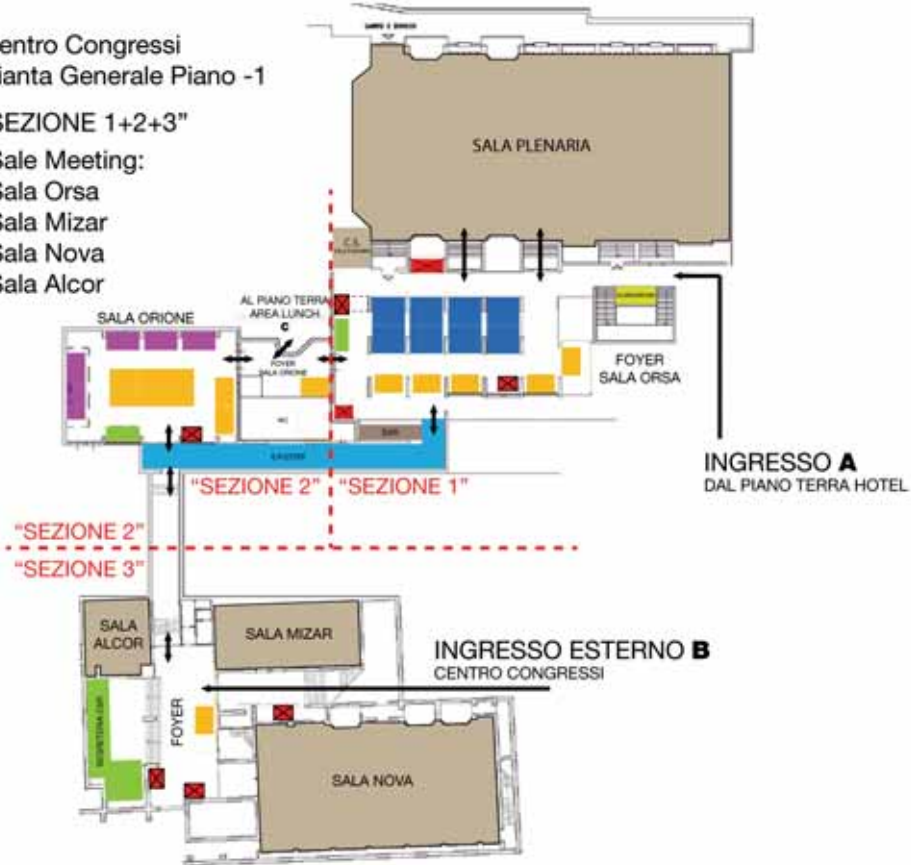 entro Congressi
ianta Generale Piano -1
SEZIONE 1+2+3”
Sale Meeting:
Sala Orsa
Sala Mizar
Sala Nova
Sala Alcor
SALA PLENARIA
C.S.
AL PIANO TERRA
AREA LUNCH
C
FOYER
SALA ORIONE
SALA ORIONE
WC
BAR
FOYER
SALA ORSA
INGRESSO A
DAL PIANO TERRA HOTEL
“SEZIONE 2”
“SEZIONE 1”
“SEZIONE 2”
“SEZIONE 3”
SALA
ALCOR
SALA MIZAR
INGRESSO ESTERNO B
CENTRO CONGRESSI
FOYER
SALA NOVA